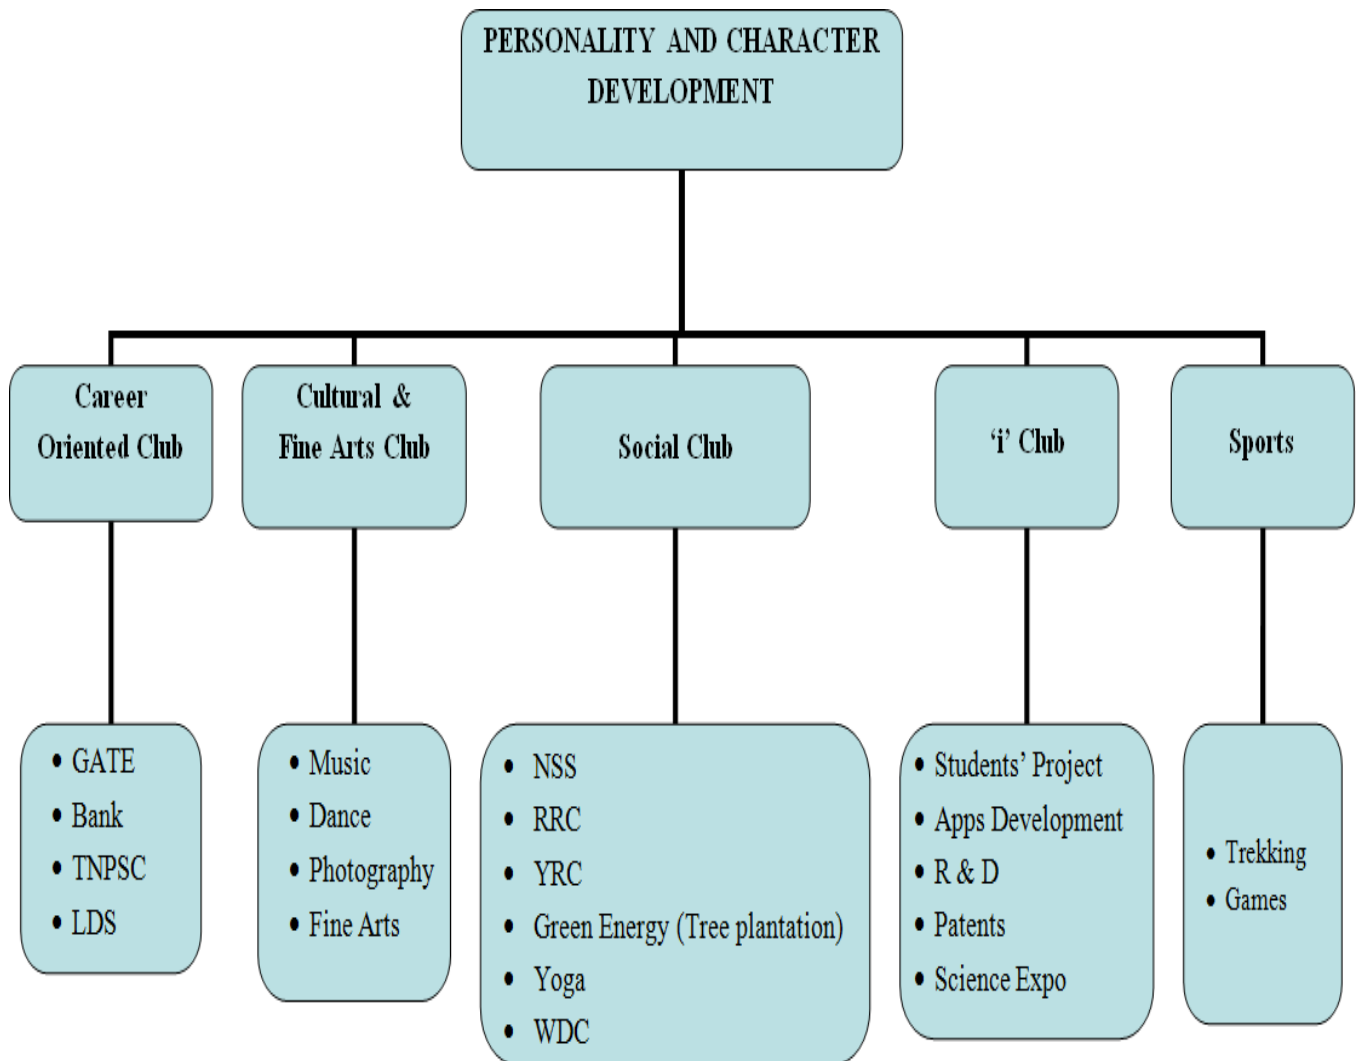 PERSONALITY AND CHARACTER
DEVELOPMENT
Career
Oriented Club
Cultural &
Fine Arts Club
Social Club
‘i’ Club
Sports
• GATE
• Bank
• TNPSC
• LDS
• Music
• Dance
• Photography
• Fine Arts
• NSS
• RRC
• YRC
• Green Energy (Tree plantation)
• Yoga
• WDC
• Students’ Project
• Apps Development
• R & D
• Patents
• Science Expo
• Trekking
• Games